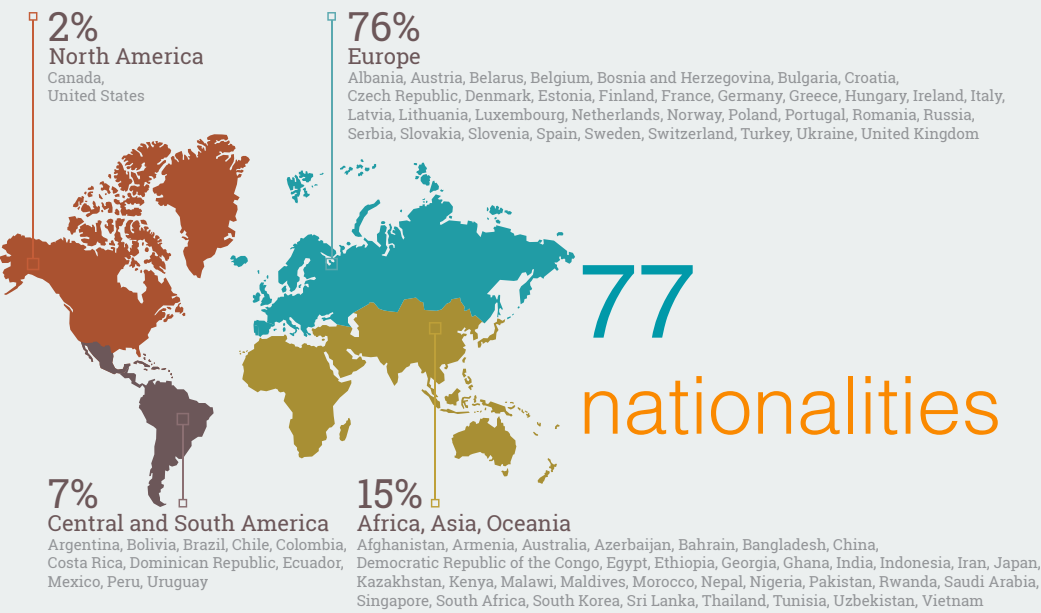 2%
North America
Canada,
United States
76%
Europe
Albania, Austria, Belarus, Belgium, Bosnia and Herzegovina, Bulgaria, Croatia,
Czech Republic, Denmark, Estonia, Finland, France, Germany, Greece, Hungary, Ireland, Italy,
Latvia, Lithuania, Luxembourg, Netherlands, Norway, Poland, Portugal, Romania, Russia,
Serbia, Slovakia, Slovenia, Spain, Sweden, Switzerland, Turkey, Ukraine, United Kingdom
77
nationalities
7%
Central and South America
Argentina, Bolivia, Brazil, Chile, Colombia,
Costa Rica, Dominican Republic, Ecuador,
Mexico, Peru, Uruguay
15%
Africa, Asia, Oceania
Afghanistan, Armenia, Australia, Azerbaijan, Bahrain, Bangladesh, China,
Democratic Republic of the Congo, Egypt, Ethiopia, Georgia, Ghana, India, Indonesia, Iran, Japan,
Kazakhstan, Kenya, Malawi, Maldives, Morocco, Nepal, Nigeria, Pakistan, Rwanda, Saudi Arabia,
Singapore, South Africa, South Korea, Sri Lanka, Thailand, Tunisia, Uzbekistan, Vietnam